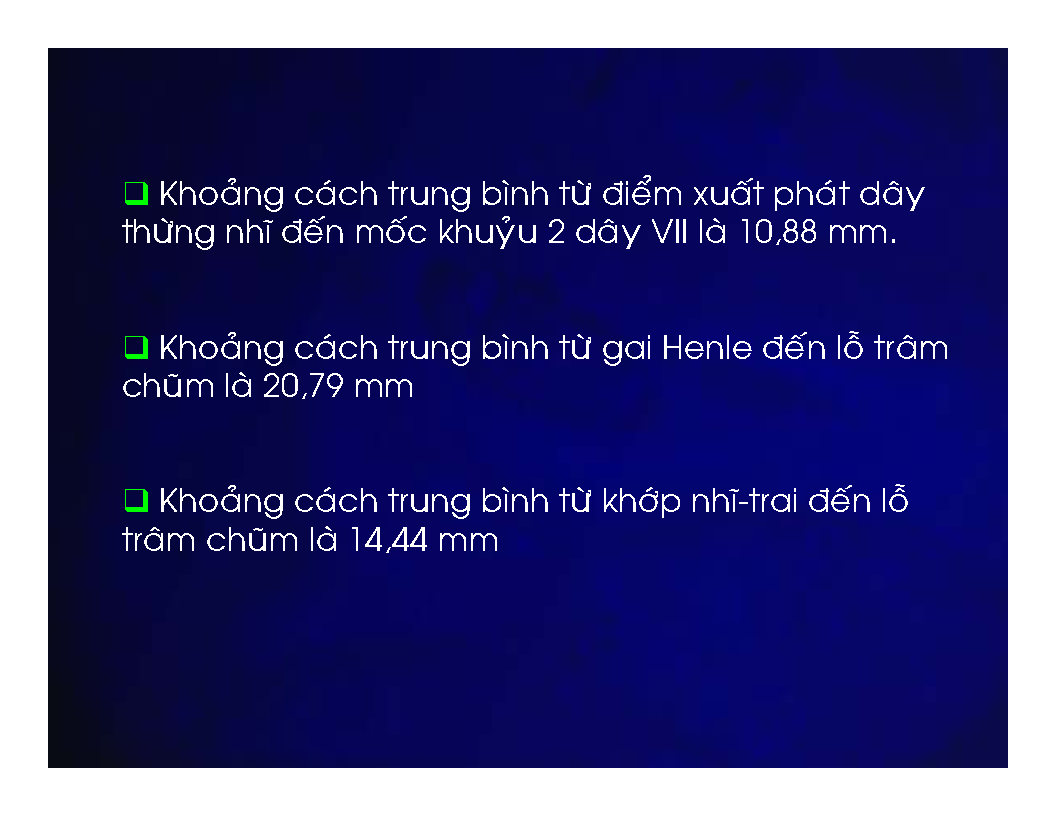 ❑ Khoảng cách trung bình từ điểm xuất phát dây
thừng nhĩ đến mốc khuỷu 2 dây VII là 10,88 mm.
❑ Khoảng cách trung bình từ gai Henle đến lỗ trâm
chũm là 20,79 mm
❑ Khoảng cách trung bình từ khớp nhĩ-trai đến lỗ
trâm chũm là 14,44 mm